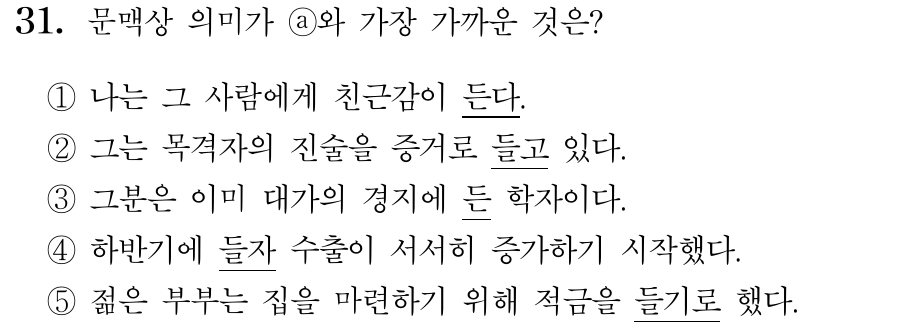 31. 문맥상 의미가 ⓐ와 가장 가까운 것은?
① 나는 그 사람에게 친근감이 든다.
② 그는 목격자의 진술을 증거로 들고 있다.
③ 그분은 이미 대가의 경지에 든 학자이다.
④ 하반기에 들자 수출이 서서히 증가하기 시작했다.
⑤ 젊은 부부는 집을 마련하기 위해 적금을 들기로 했다.